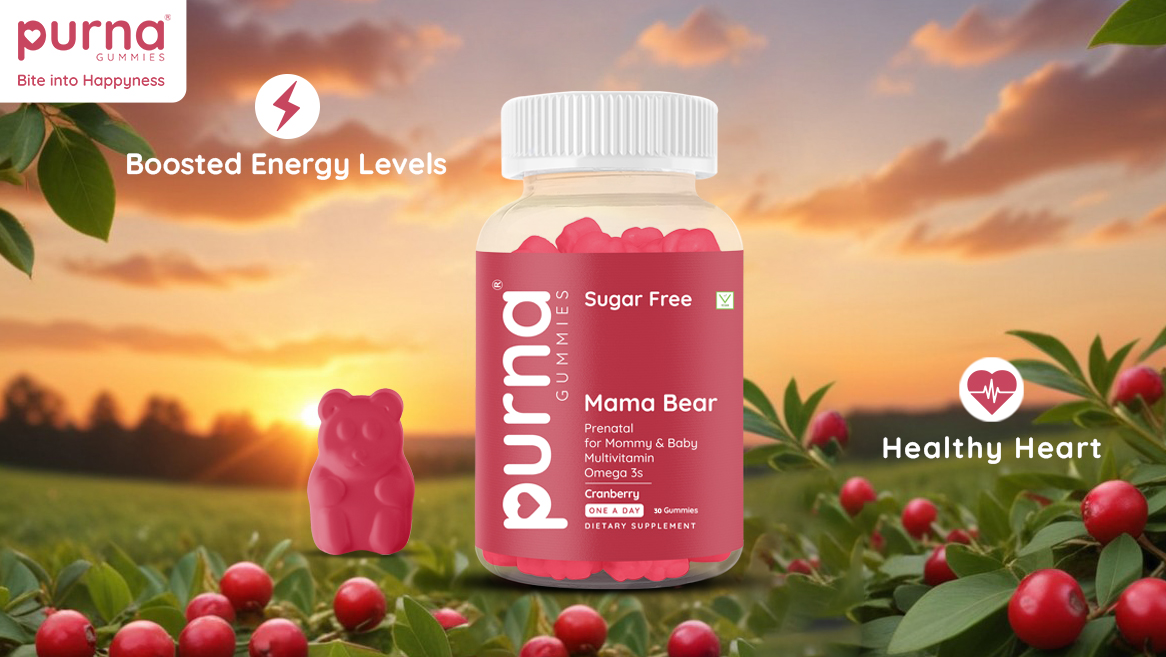 purna®
GUMMIES
Bite into Happyness
Boosted Energy Levels
purna®
GUMMIES
Sugar Free
Mama Bear
Prenatal
for Mommy & Baby
Multivitamin
Omega 3s
Cranberry
ONE A DAY 30 Gummies
DIETARY SUPPLEMENT
Healthy Heart